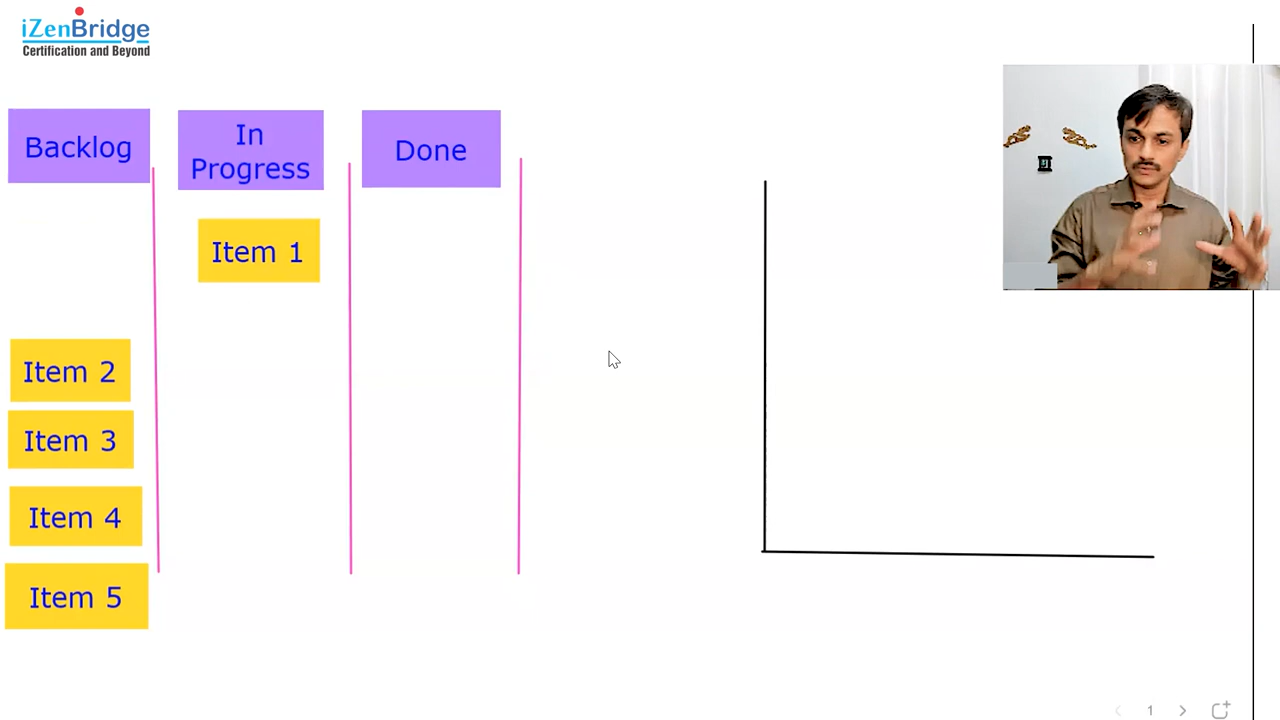 iZenBridge
Certification and Beyond
Backlog
In
Progress
Done
Item 1
Item 2
Item 3
Item 4
Item 5
1